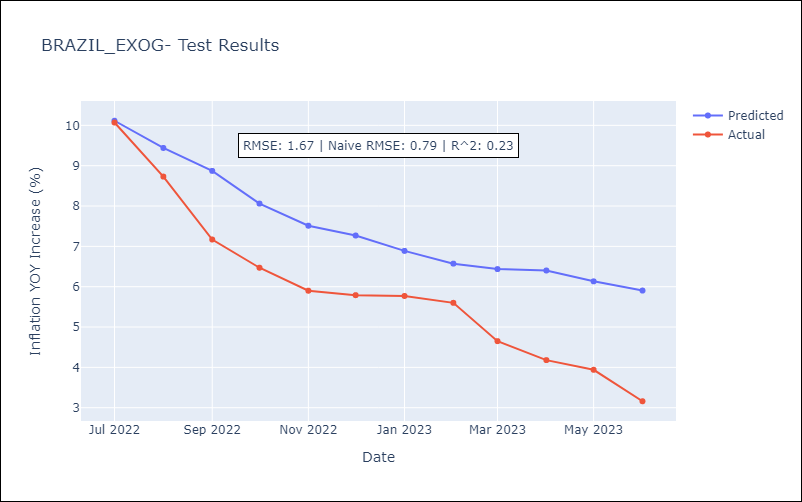 BRAZIL_EXOG- Test Results
Predicted
Actual
RMSE: 1.67 | Naive RMSE: 0.79 | R^2: 0.23
Inflation YOY Increase (%)
10
9
8
7
6
5
4
3
Jul 2022 Sep 2022 Nov 2022 Jan 2023 Mar 2023 May 2023
Date